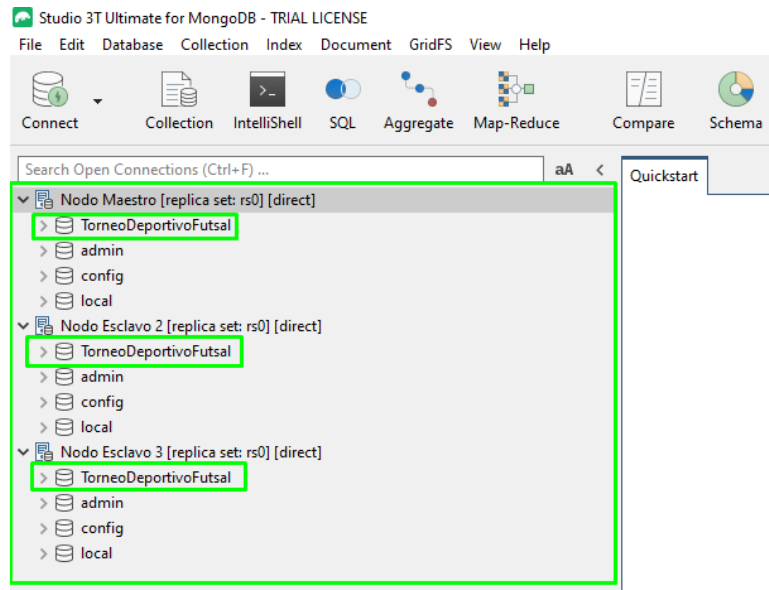 Studio 3T Ultimate for MongoDB - TRIAL LICENSE
File Edit Database Collection Index Document GridFS View Help
Connect Collection IntelliShell SQL Aggregate Map-Reduce Compare Schema
Search Open Connections (Ctrl+F) ... aA Quickstart
Nodo Maestro [replica set: rs0] [direct]
TorneoDeportivoFutsal
admin
config
local
Nodo Esclavo 2 [replica set: rs0] [direct]
TorneoDeportivoFutsal
admin
config
local
Nodo Esclavo 3 [replica set: rs0] [direct]
TorneoDeportivoFutsal
admin
config
local